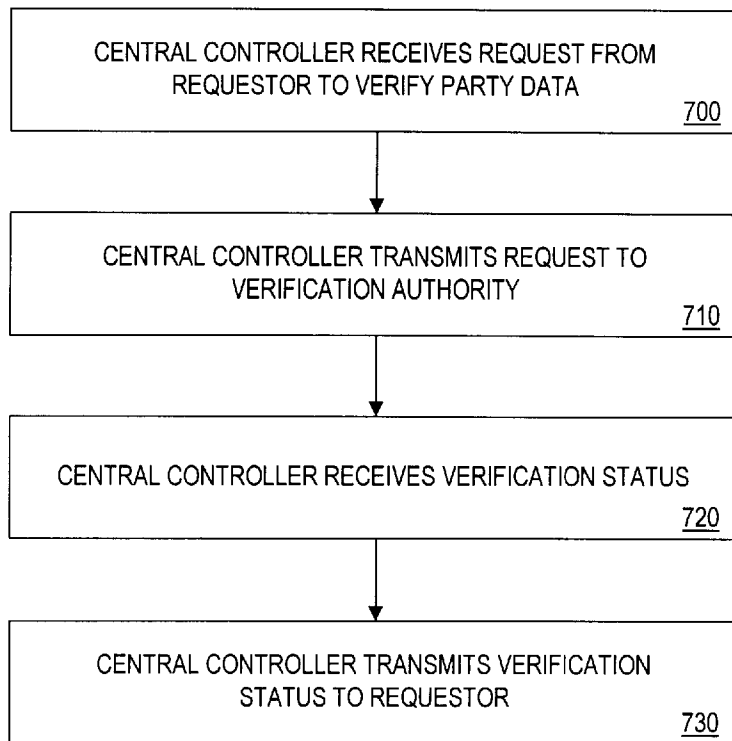 CENTRAL CONTROLLER RECEIVES REQUEST FROM
REQUESTOR TO VERIFY PARTY DATA
700
CENTRAL CONTROLLER TRANSMITS REQUEST TO
VERIFICATION AUTHORITY
710
CENTRAL CONTROLLER RECEIVES VERIFICATION STATUS
720
CENTRAL CONTROLLER TRANSMITS VERIFICATION
STATUS TO REQUESTOR
730